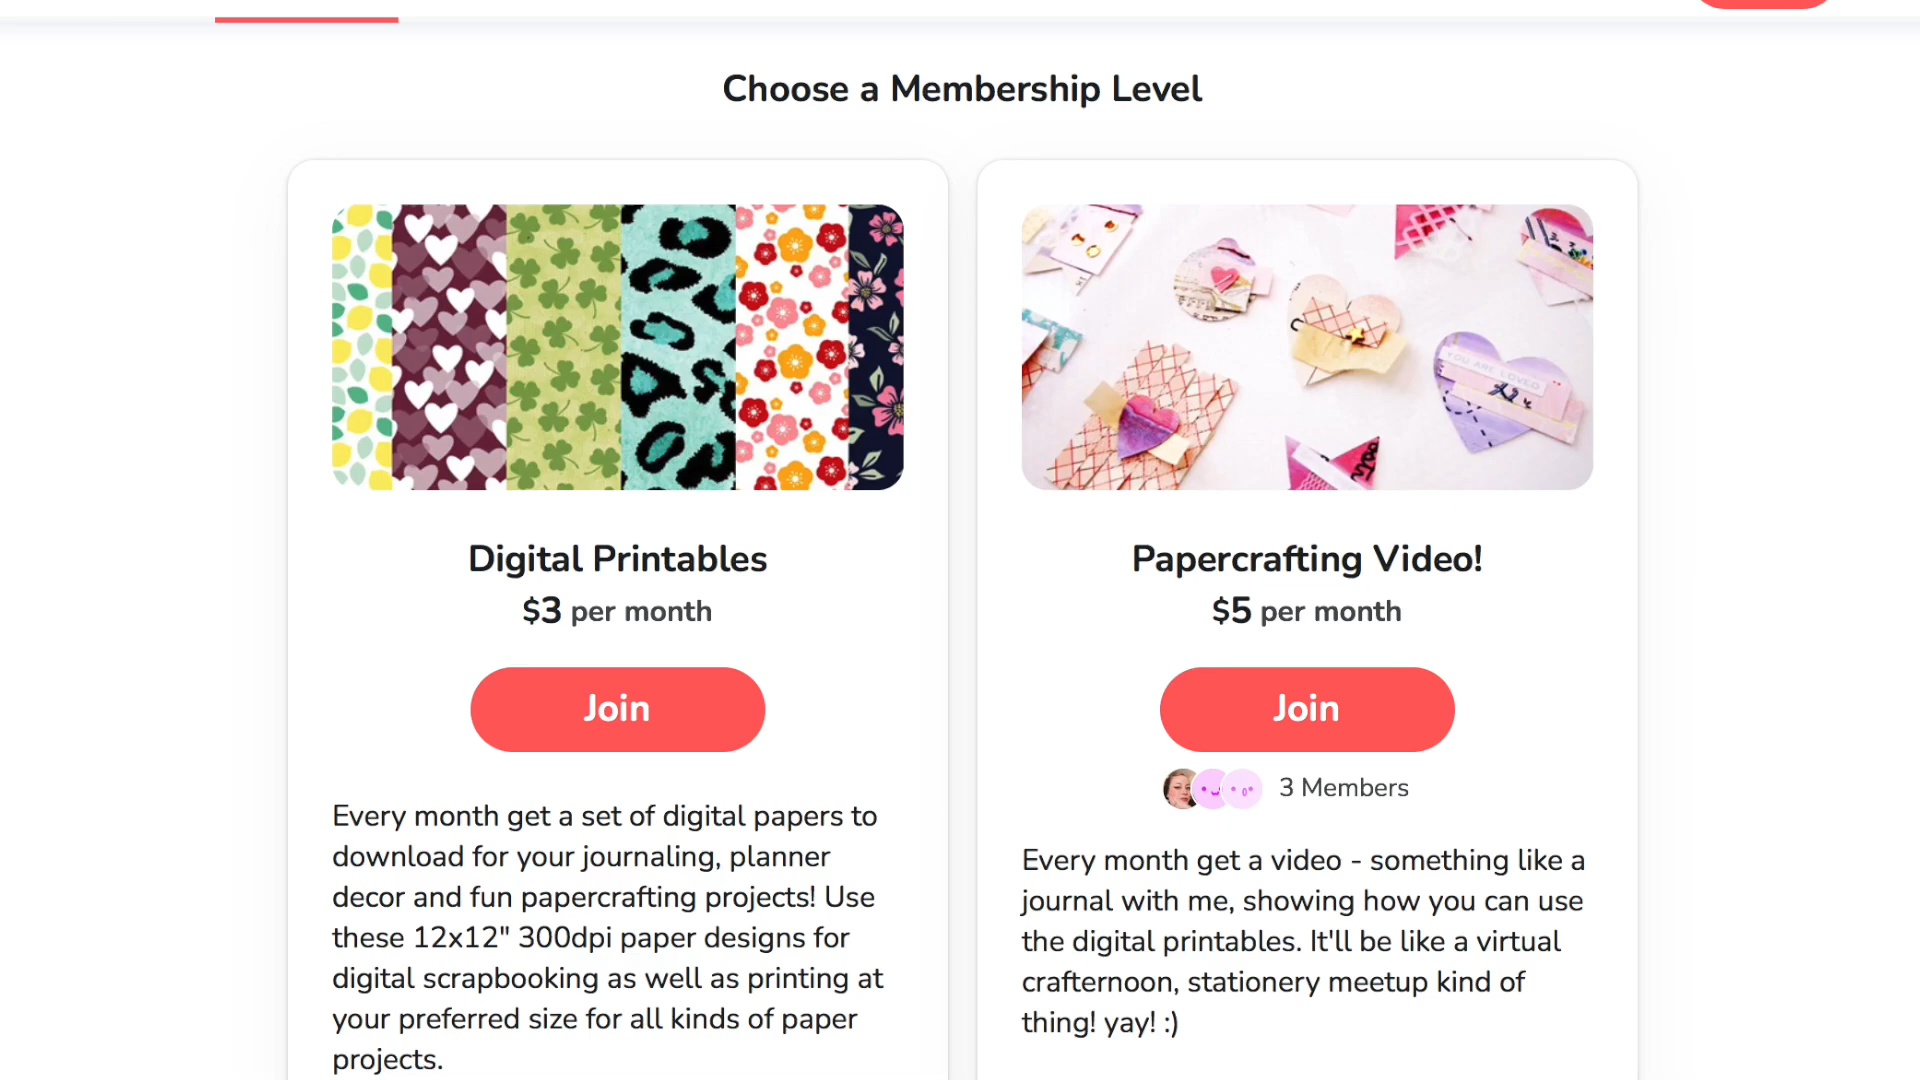 Choose a Membership Level
Digital Printables
$3 per month
Join
Every month get a set of digital papers to
download for your journaling, planner
decor and fun papercrafting projects! Use
these 12x12" 300dpi paper designs for
digital scrapbooking as well as printing at
your preferred size for all kinds of paper
projects.
YOU ARE LOVED
Papercrafting Video!
$5 per month
Join
3 Members
Every month get a video - something like a
journal with me, showing how you can use
the digital printables. It'll be like a virtual
crafternoon, stationery meetup kind of
thing! yay! :)